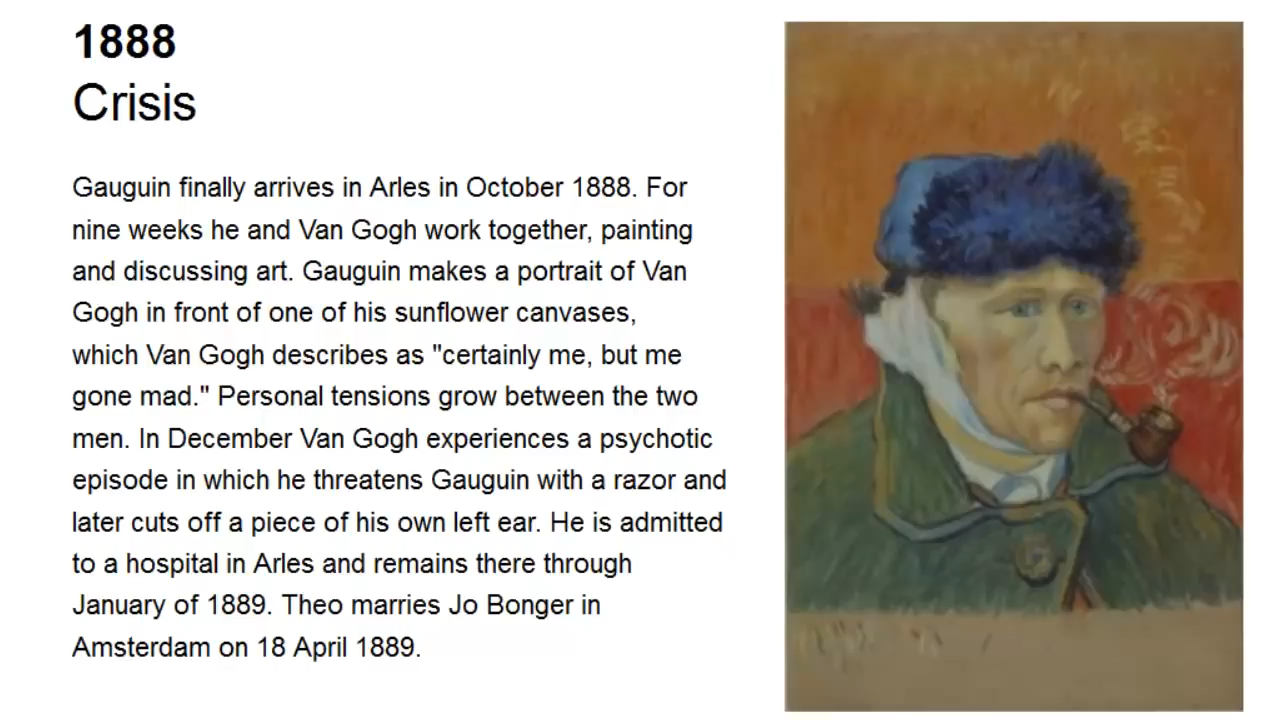 1888
Crisis
Gauguin finally arrives in Arles in October 1888. For
nine weeks he and Van Gogh work together, painting
and discussing art. Gauguin makes a portrait of Van
Gogh in front of one of his sunflower canvases,
which Van Gogh describes as "certainly me, but me
gone mad." Personal tensions grow between the two
men. In December Van Gogh experiences a psychotic
episode in which he threatens Gauguin with a razor and
later cuts off a piece of his own left ear. He is admitted
to a hospital in Arles and remains there through
January of 1889. Theo marries Jo Bonger in
Amsterdam on 18 April 1889.